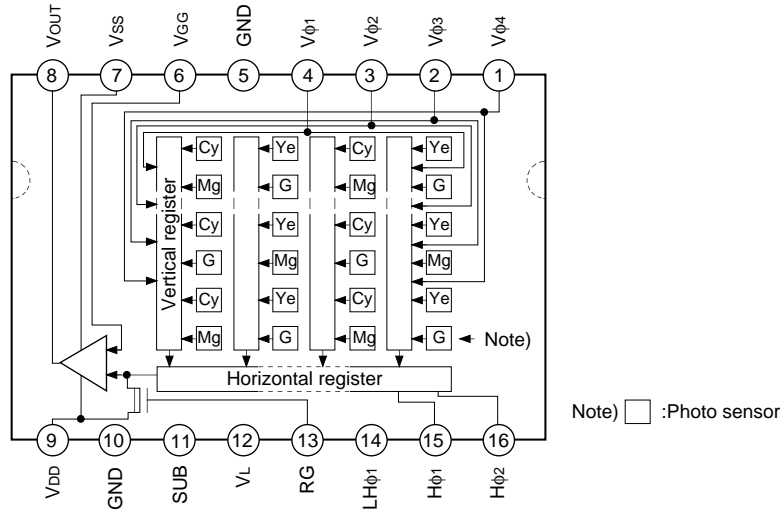 VOUT VSS VGG GND Vϕ1 Vϕ2 Vϕ3 Vϕ4
8 7 6 5 4 3 2 1
Vertical register
Cy Ye Cy Ye
Mg G Mg G
Cy Ye Cy Ye
G Mg G Mg
Cy Ye Cy Ye
Mg G Mg G Note)
Horizontal register
Note) :Photo sensor
9 10 11 12 13 14 15 16
VDD GND SUB VL RG LHϕ1 Hϕ1 Hϕ2